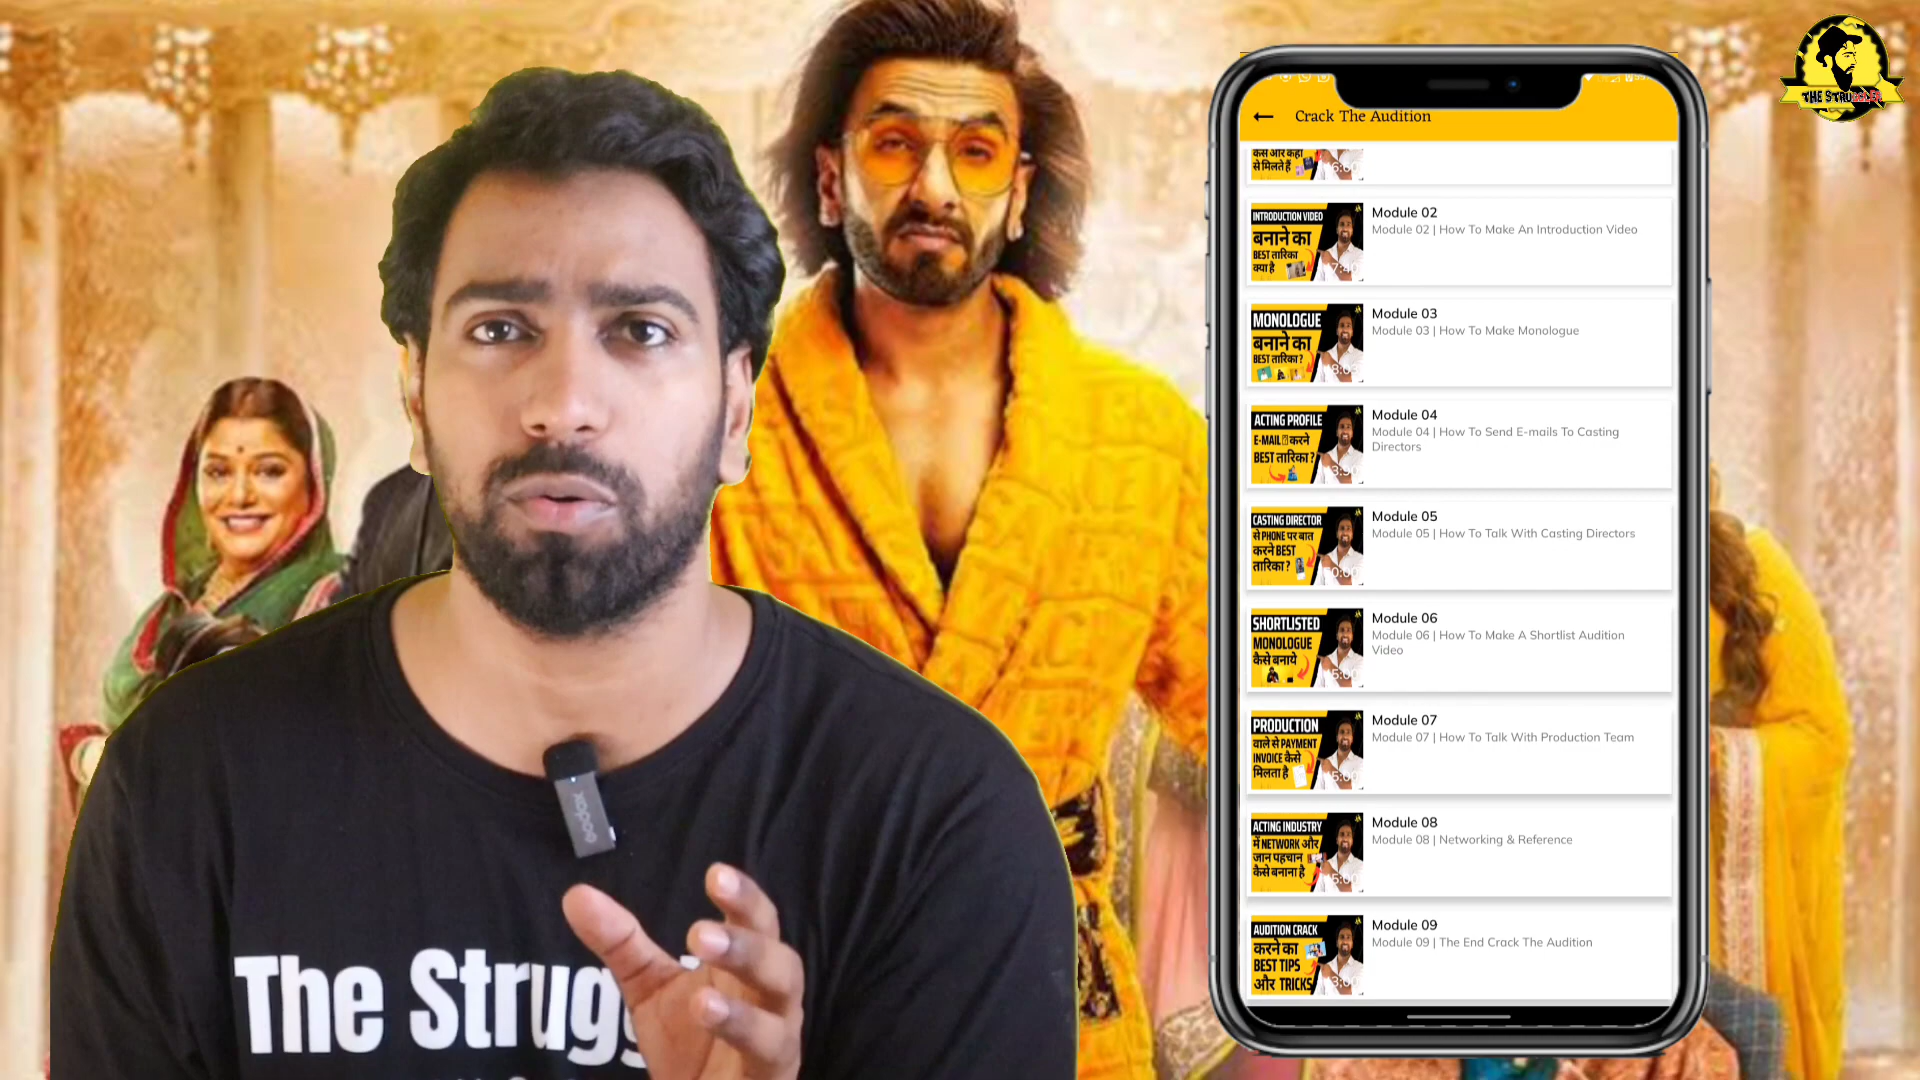 THE STRUGGLER
Crack The Audition
कैसे और कहाँ
से मिलते हैं
INTRODUCTION VIDEO
बनाने का
BEST तारिका
क्या है
Module 02
Module 02 | How To Make An Introduction Video
MONOLOGUE
बनाने का
BEST तारिका ?
Module 03
Module 03 | How To Make Monologue
ACTING PROFILE
E-MAIL करने
BEST तारिका ?
Module 04
Module 04 | How To Send E-mails To Casting
Directors
CASTING DIRECTOR
से PHONE पर बात
करने BEST
तारिका ?
Module 05
Module 05 | How To Talk With Casting Directors
SHORTLISTED
MONOLOGUE
कैसे बनाये
Module 06
Module 06 | How To Make A Shortlist Audition
Video
PRODUCTION
वाले से PAYMENT
INVOICE कैसे
मिलता है
Module 07
Module 07 | How To Talk With Production Team
ACTING INDUSTRY
में NETWORK और
जान पहचान
कैसे बनाना है
Module 08
Module 08 | Networking & Reference
AUDITION CRACK
करने का
BEST TIPS
और TRICKS
Module 09
Module 09 | The End Crack The Audition
Godox
The Strugg